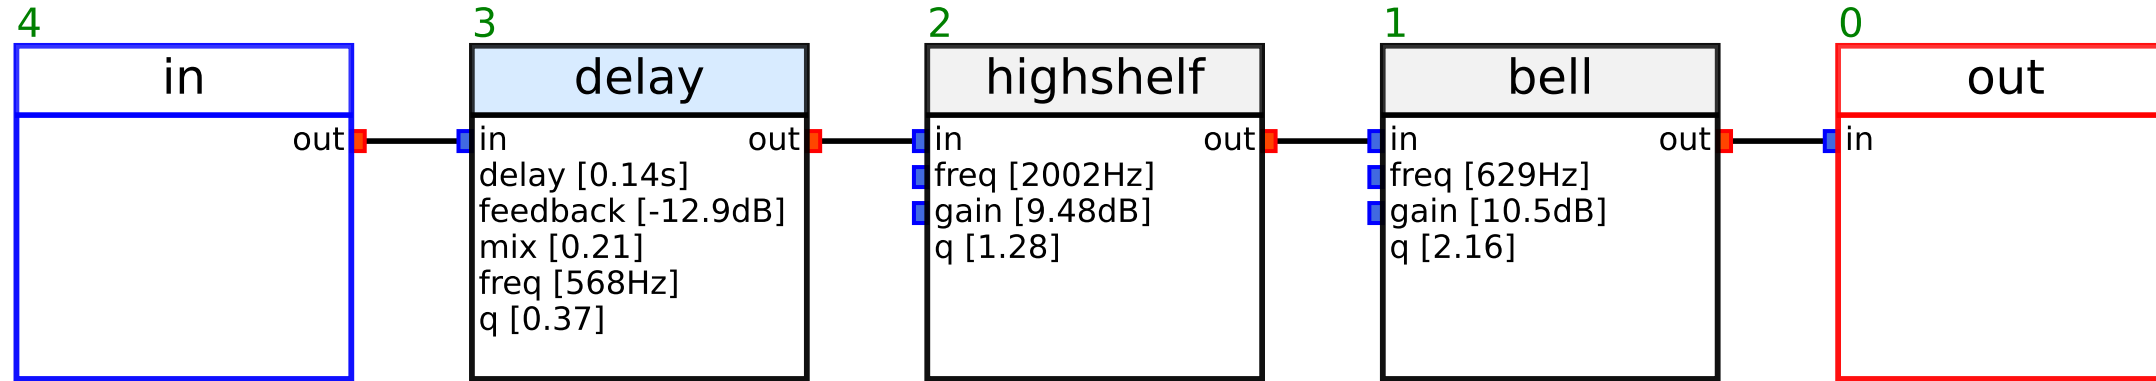 4
in
out
3
delay
in
out
delay [0.14s]
feedback [-12.9dB]
mix [0.21]
freq [568Hz]
q [0.37]
2
highshelf
in
out
freq [2002Hz]
gain [9.48dB]
q [1.28]
1
bell
in
out
freq [629Hz]
gain [10.5dB]
q [2.16]
0
out
in